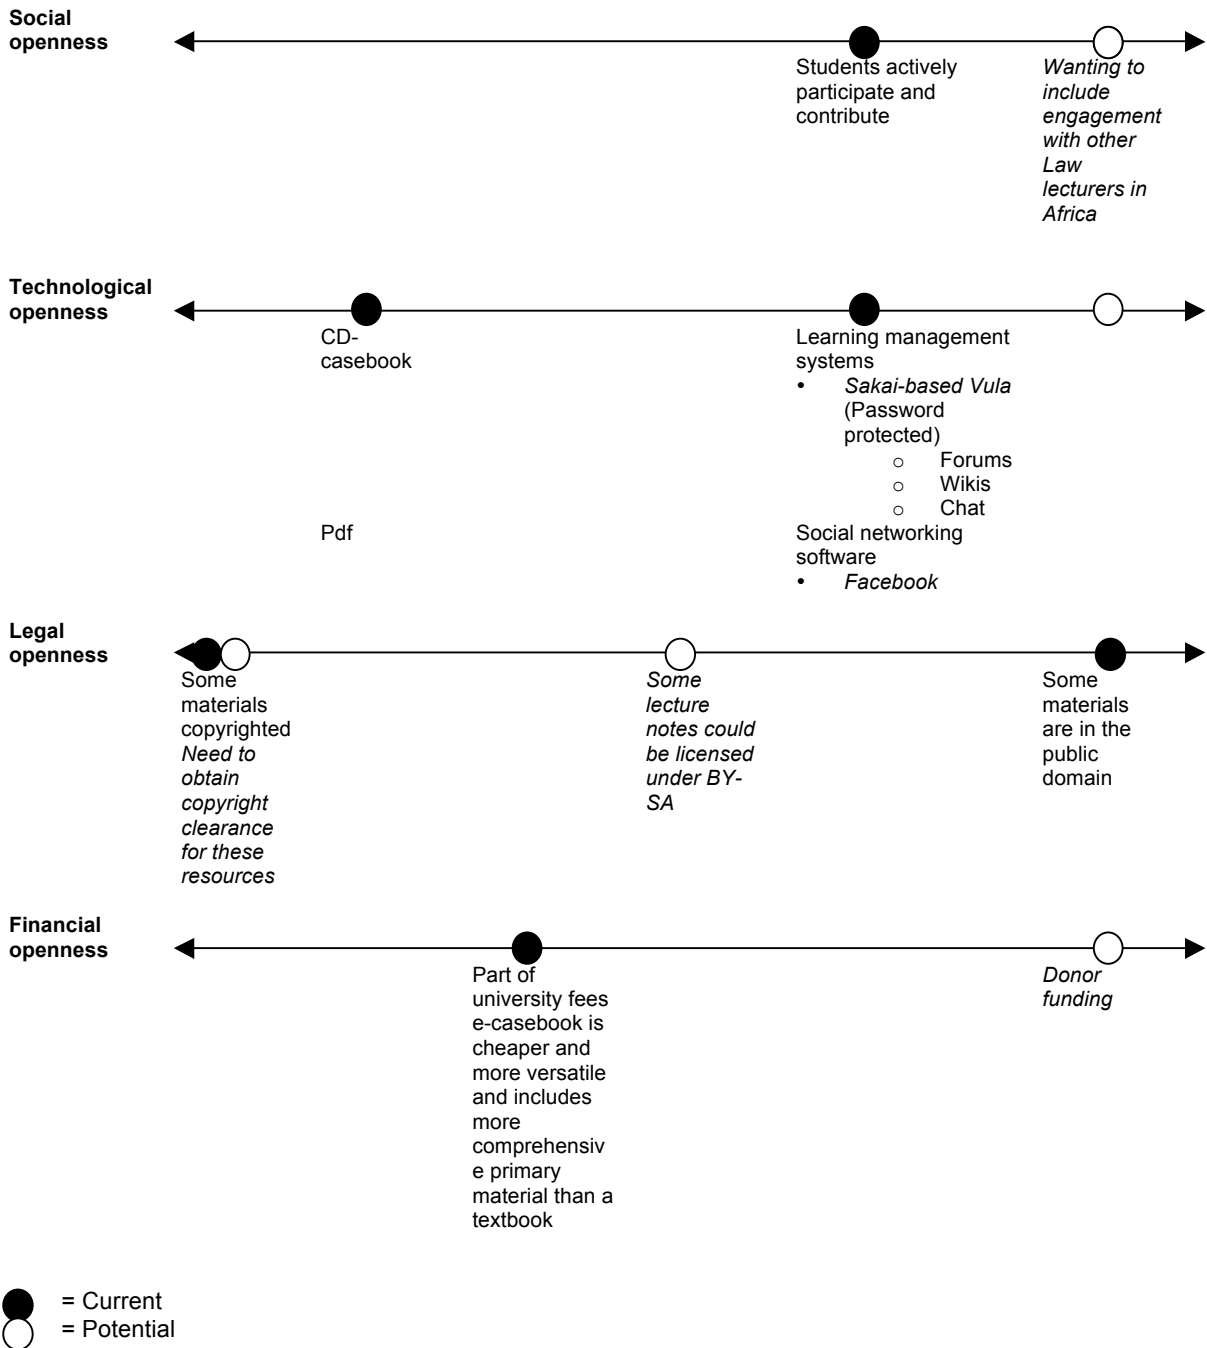 Social
openness
Students actively
participate and
contribute
Wanting to
include
engagement
with other
Law
lecturers in
Africa
Technological
openness
CD-
casebook
Pdf
Learning management
systems
• Sakai-based Vula
(Password
protected)
o Forums
o Wikis
o Chat
Social networking
software
• Facebook
Legal
openness
Some
materials
copyrighted
Need to
obtain
copyright
clearance
for these
resources
Some
lecture
notes could
be licensed
under BY-
SA
Some
materials
are in the
public
domain
Financial
openness
Part of
university fees
e-casebook is
cheaper and
more versatile
and includes
more
comprehensiv
e primary
material than a
textbook
Donor
funding
= Current
= Potential